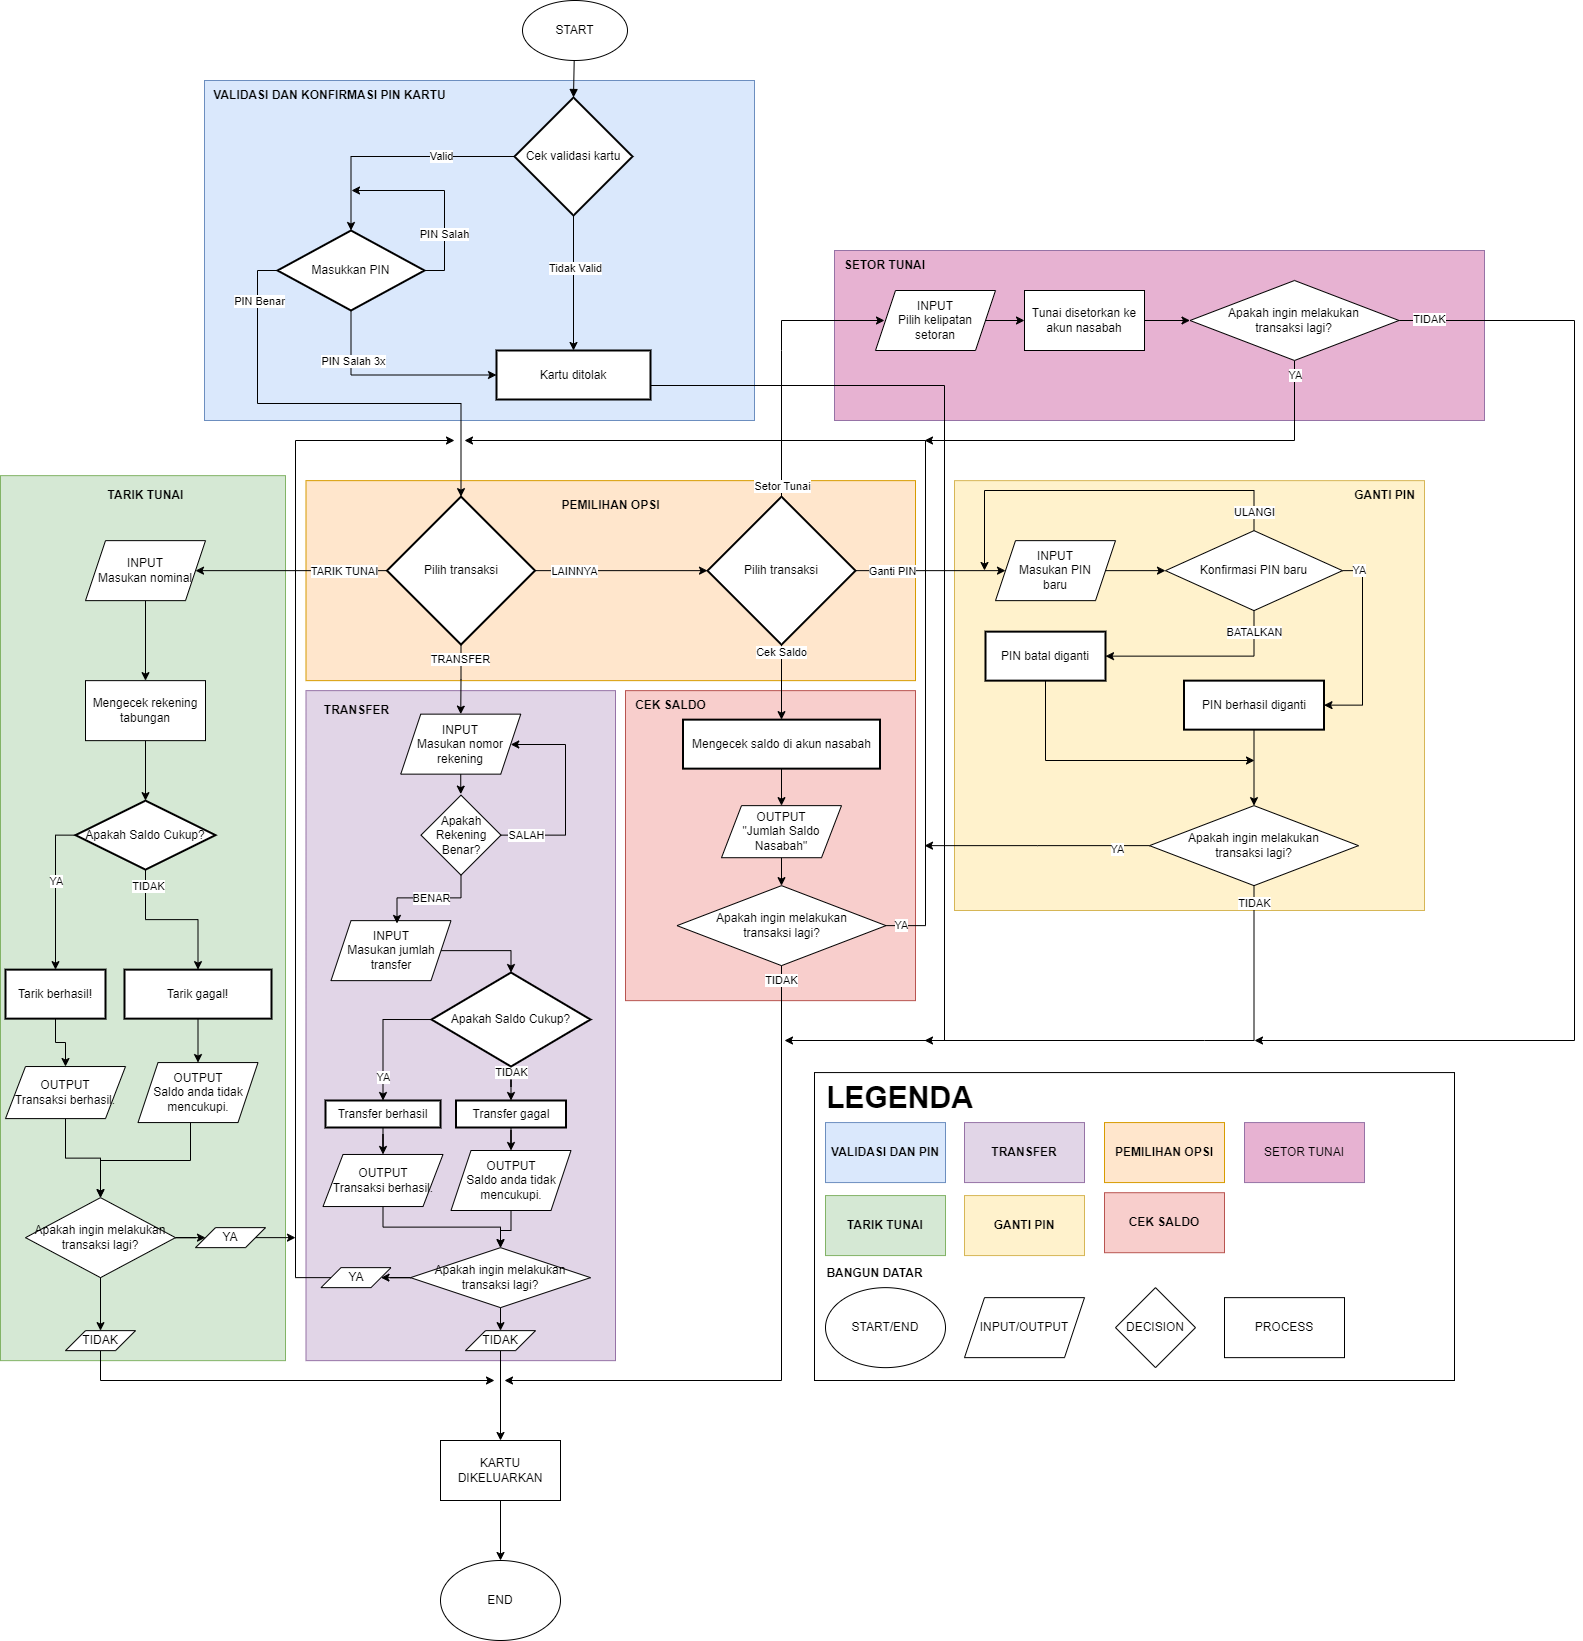 START
VALIDASI DAN KONFIRMASI PIN KARTU
Cek validasi kartu
Valid
PIN Salah
Masukkan PIN
Tidak Valid
PIN Benar
PIN Salah 3x
Kartu ditolak
SETOR TUNAI
INPUT
Pilih kelipatan
setoran
Tunai disetorkan ke
akun nasabah
Apakah ingin melakukan
transaksi lagi?
TIDAK
YA
TARIK TUNAI
INPUT
Masukan nominal
Mengecek rekening
tabungan
Apakah Saldo Cukup?
YA
TIDAK
Tarik berhasil!
Tarik gagal!
OUTPUT
Transaksi berhasil.
OUTPUT
Saldo anda tidak
mencukupi.
Apakah ingin melakukan
transaksi lagi?
YA
TIDAK
PEMILIHAN OPSI
Pilih transaksi
TARIK TUNAI
LAINNYA
TRANSFER
Setor Tunai
Pilih transaksi
Ganti PIN
Cek Saldo
TRANSFER
INPUT
Masukan nomor
rekening
Apakah
Rekening
Benar?
SALAH
BENAR
INPUT
Masukan jumlah
transfer
Apakah Saldo Cukup?
YA
TIDAK
Transfer berhasil
Transfer gagal
OUTPUT
Transaksi berhasil.
OUTPUT
Saldo anda tidak
mencukupi.
Apakah ingin melakukan
transaksi lagi?
YA
TIDAK
CEK SALDO
Mengecek saldo di akun nasabah
OUTPUT
"Jumlah Saldo
Nasabah"
Apakah ingin melakukan
transaksi lagi?
YA
TIDAK
GANTI PIN
ULANGI
INPUT
Masukan PIN
baru
Konfirmasi PIN baru
YA
BATALKAN
PIN batal diganti
PIN berhasil diganti
Apakah ingin melakukan
transaksi lagi?
YA
TIDAK
LEGENDA
VALIDASI DAN PIN
TRANSFER
PEMILIHAN OPSI
SETOR TUNAI
TARIK TUNAI
GANTI PIN
CEK SALDO
BANGUN DATAR
START/END
INPUT/OUTPUT
DECISION
PROCESS
KARTU
DIKELUARKAN
END